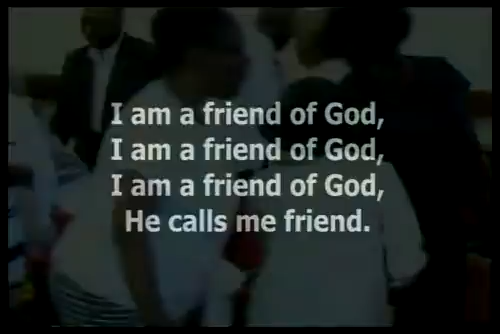 I am a friend of God,
I am a friend of God,
I am a friend of God,
He calls me friend.